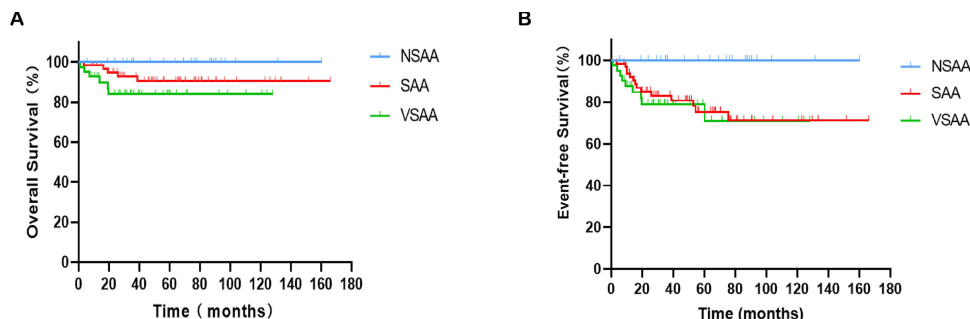 A
Overall Survival (%)
100
80
60
40
20
0
0 20 40 60 80 100 120 140 160 180
Time ( months)
NSAA
SAA
VSAA
B
Event-free Survival (%)
100
80
60
40
20
0
0 20 40 60 80 100 120 140 160 180
Time (months)
NSAA
SAA
VSAA